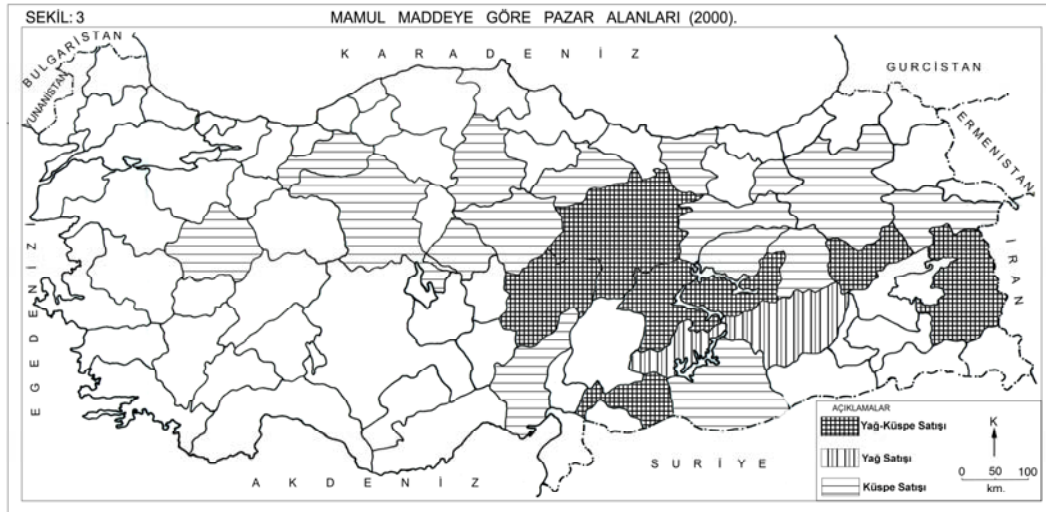 SEKİL: 3
MAMUL MADDEYE GÖRE PAZAR ALANLARI (2000).
BULGARİSTAN
YUNANİSTAN
K A R A D E N İ Z
GURCİSTAN
ERMENİSTAN
İ R A N
E G E D E N İ Z İ
A K D E N İ Z
S U R İ Y E
AÇIKLAMALAR
Yağ-Küspe Satışı
Yağ Satışı
Küspe Satışı
K
0 50 100
km.